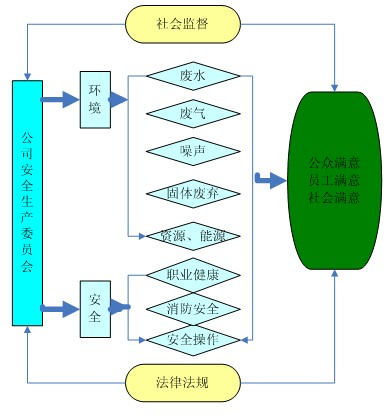 社会监督
公司安全生产委员会
环境
废水
废气
噪声
固体废弃
资源、能源
公众满意
员工满意
社会满意
安全
职业健康
消防安全
安全操作
法律法规